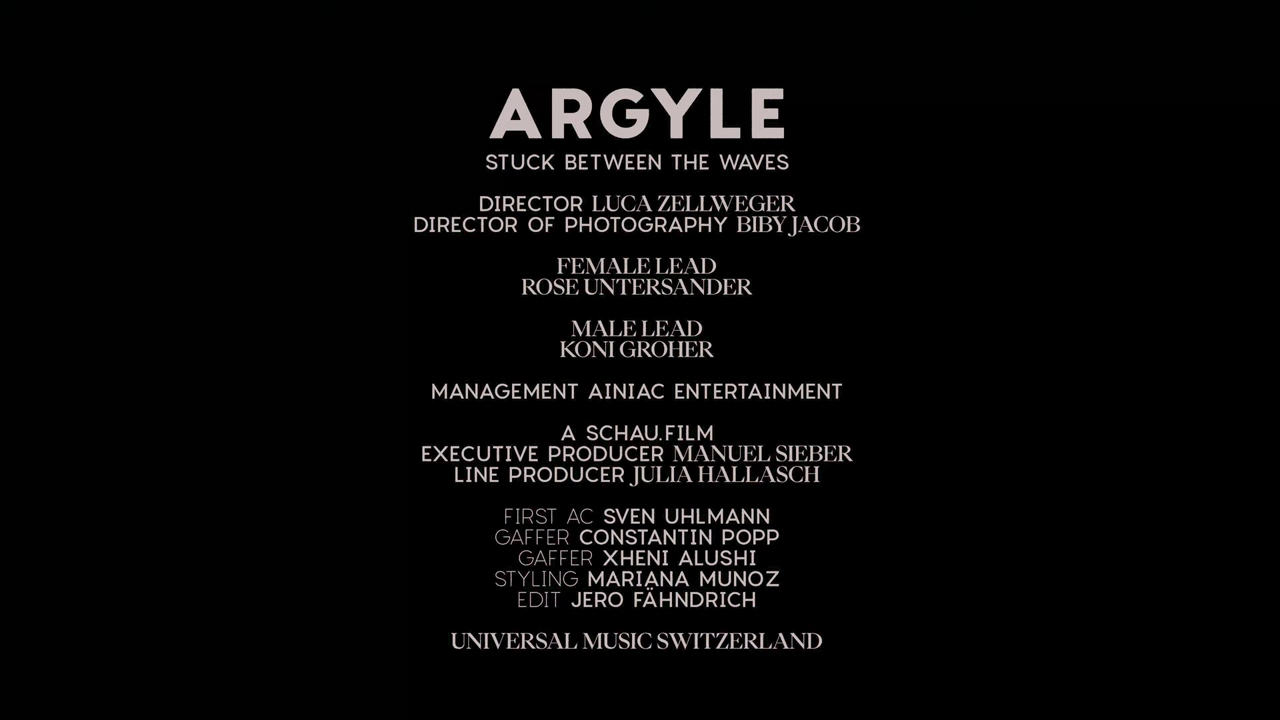 ARGYLE
STUCK BETWEEN THE WAVES
DIRECTOR LUCA ZELLWEGER
DIRECTOR OF PHOTOGRAPHY BIBY JACOB
FEMALE LEAD
ROSE UNTERSANDER
MALE LEAD
KONI GROHER
MANAGEMENT AINIAC ENTERTAINMENT
A SCHAU.FILM
EXECUTIVE PRODUCER MANUEL SIEBER
LINE PRODUCER JULIA HALLASCH
FIRST AC SVEN UHLMANN
GAFFER CONSTANTIN POPP
GAFFER XHENI ALUSHI
STYLING MARIANA MUNOZ
EDIT JERO FÄHNDRICH
UNIVERSAL MUSIC SWITZERLAND